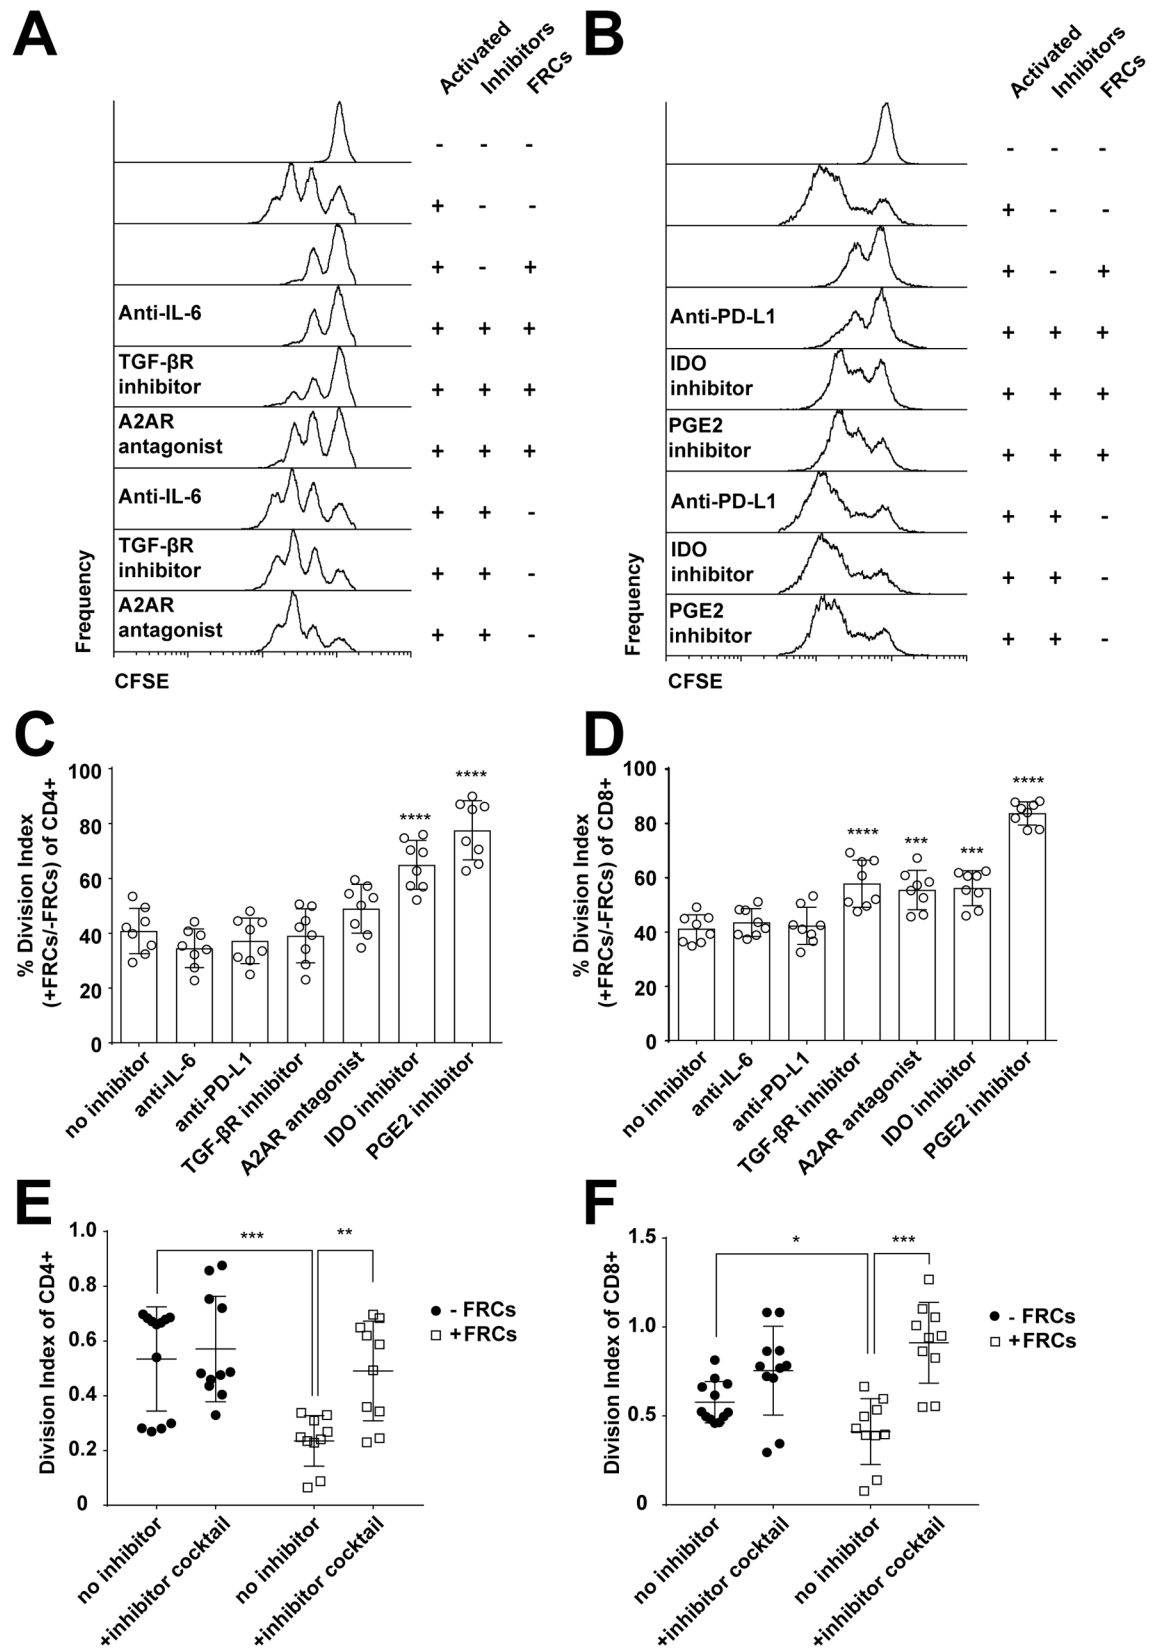 A
Activated
Inhibitors
FRCs
- - -
+ - -
+ - +
Anti-IL-6
+ + +
TGF-βR
inhibitor
+ + +
A2AR
antagonist
+ + +
Anti-IL-6
+ + -
TGF-βR
inhibitor
+ + -
A2AR
antagonist
+ + -
Frequency
CFSE
B
Activated
Inhibitors
FRCs
- - -
+ - -
+ - +
Anti-PD-L1
+ + +
IDO
inhibitor
+ + +
PGE2
inhibitor
+ + +
Anti-PD-L1
+ + -
IDO
inhibitor
+ + -
PGE2
inhibitor
+ + -
Frequency
CFSE
C
% Division Index
(+FRCs/-FRCs) of CD4+
100
80
60
40
20
0
****
****
no inhibitor
anti-IL-6
anti-PD-L1
TGF-βR inhibitor
A2AR antagonist
IDO inhibitor
PGE2 inhibitor
D
% Division Index
(+FRCs/-FRCs) of CD8+
100
80
60
40
20
0
****
***
***
****
no inhibitor
anti-IL-6
anti-PD-L1
TGF-βR inhibitor
A2AR antagonist
IDO inhibitor
PGE2 inhibitor
E
Division Index of CD4+
1.0
0.8
0.6
0.4
0.2
0
***
**
- FRCs
+FRCs
no inhibitor
+inhibitor cocktail
no inhibitor
+inhibitor cocktail
F
Division Index of CD8+
1.5
1.0
0.5
0
*
***
- FRCs
+FRCs
no inhibitor
+inhibitor cocktail
no inhibitor
+inhibitor cocktail